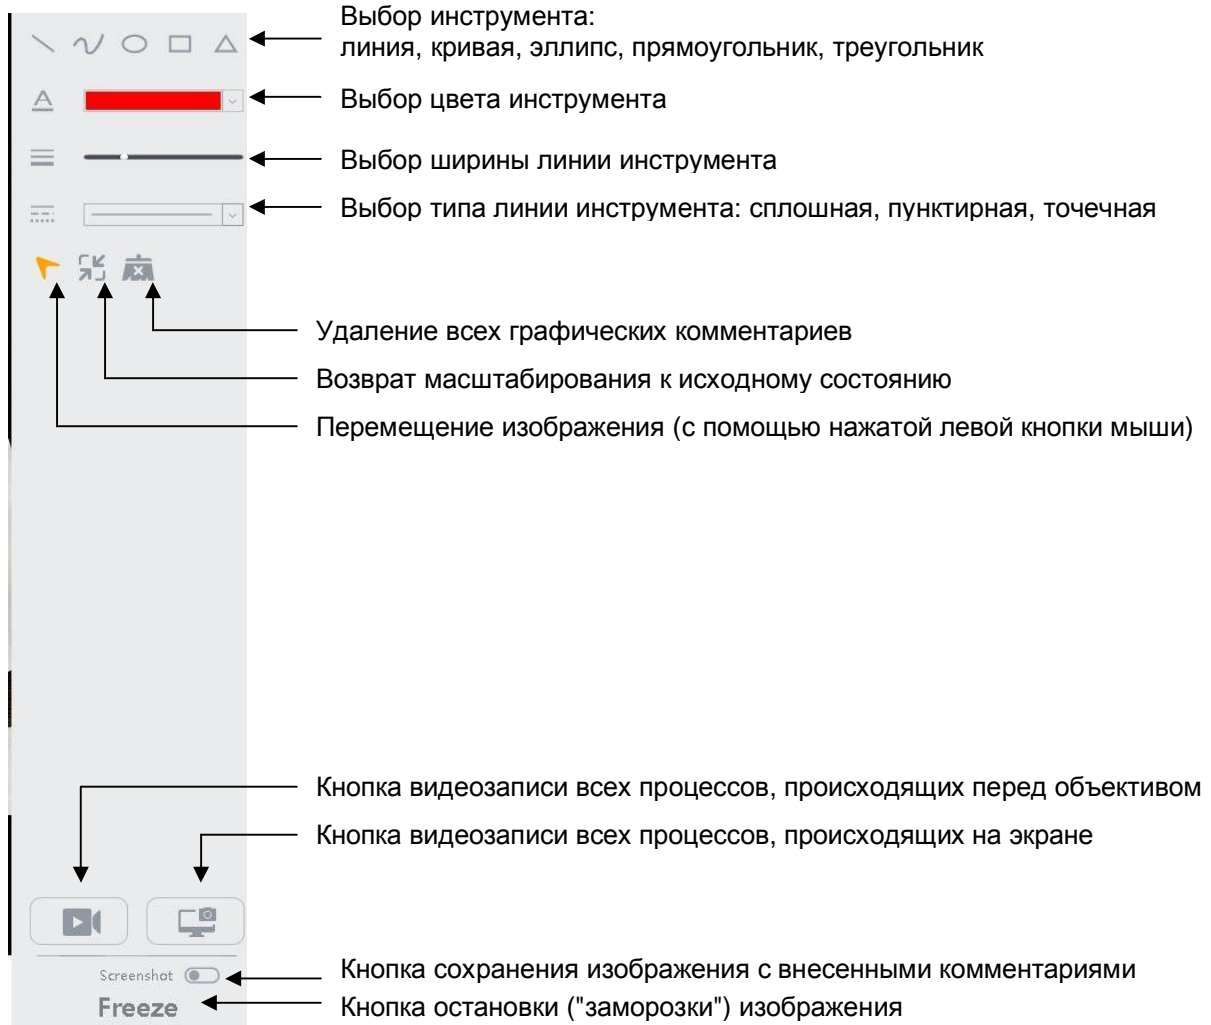 Выбор инструмента:
линия, кривая, эллипс, прямоугольник, треугольник
Выбор цвета инструмента
Выбор ширины линии инструмента
Выбор типа линии инструмента: сплошная, пунктирная, точечная
Удаление всех графических комментариев
Возврат масштабирования к исходному состоянию
Перемещение изображения (с помощью нажатой левой кнопки мыши)
Кнопка видеозаписи всех процессов, происходящих перед объективом
Кнопка видеозаписи всех процессов, происходящих на экране
Screenshot
Кнопка сохранения изображения с внесенными комментариями
Freeze
Кнопка остановки ("заморозки") изображения